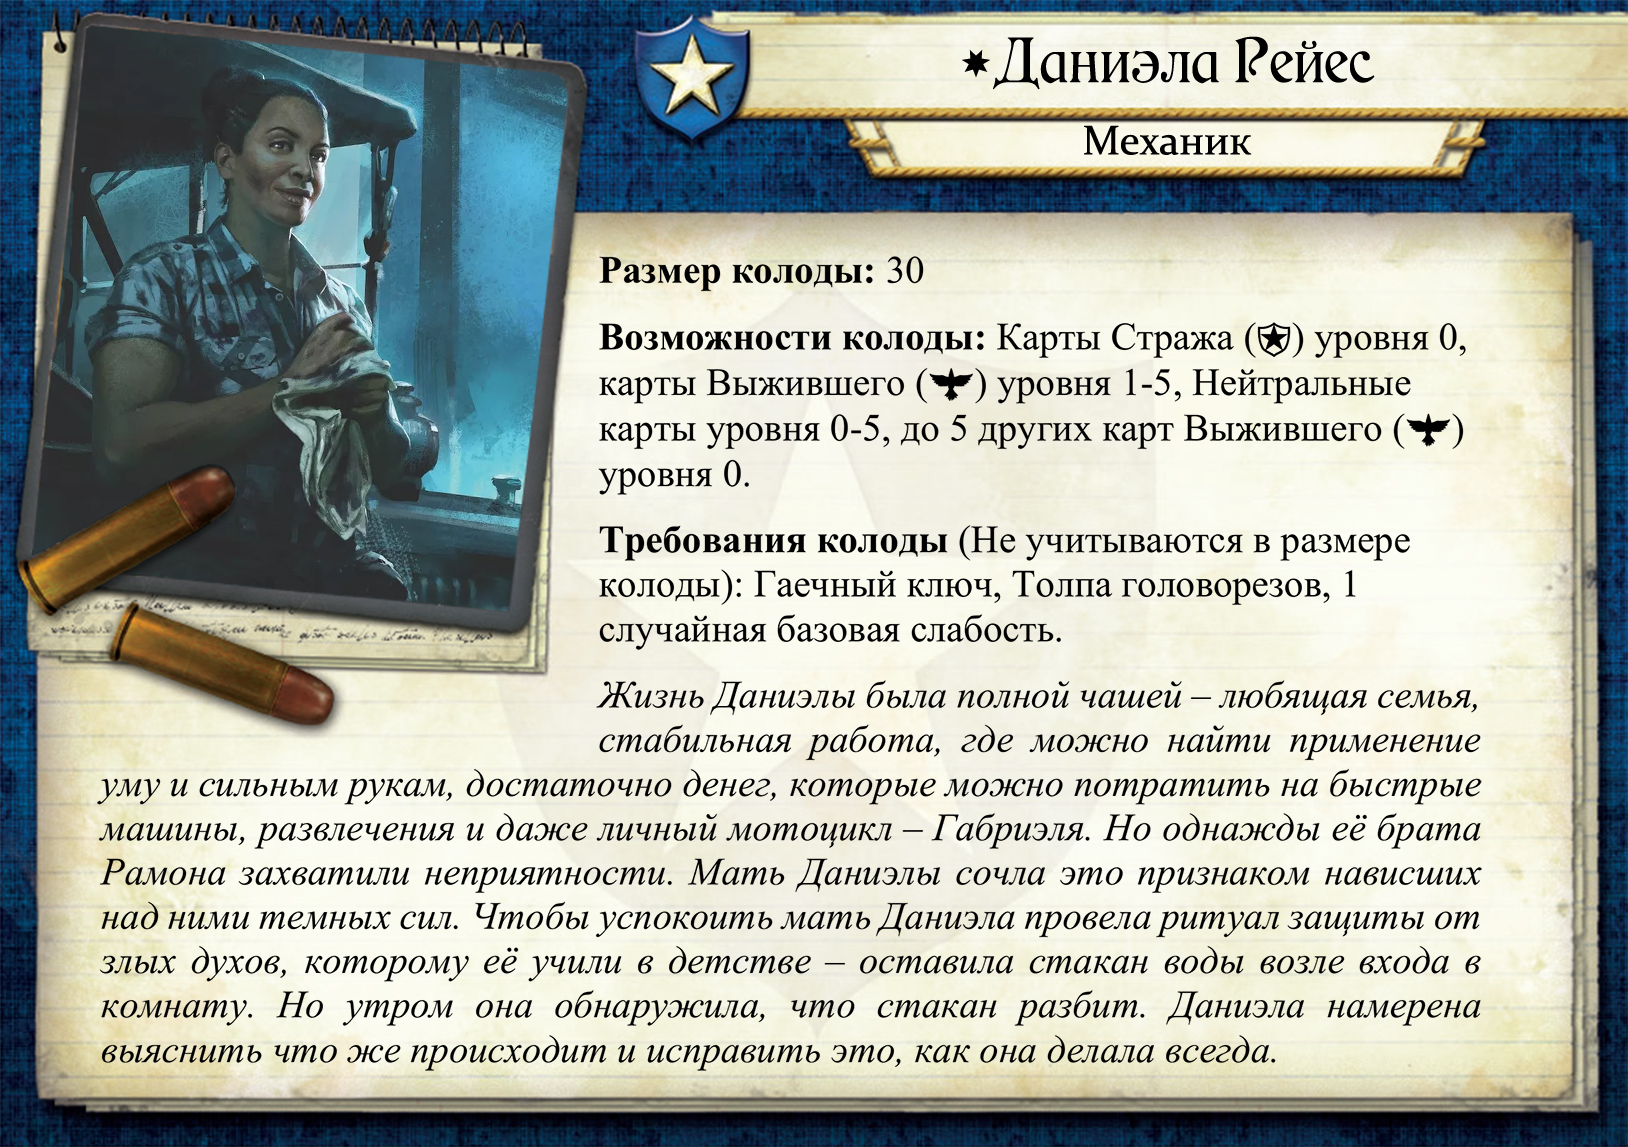 Даниэла Рейес
Механик
Размер колоды: 30
Возможности колоды: Карты Стража () уровня 0,
карты Выжившего () уровня 1-5, Нейтральные
карты уровня 0-5, до 5 других карт Выжившего ()
уровня 0.
Требования колоды (Не учитываются в размере
колоды): Гаечный ключ, Толпа головорезов, 1
случайная базовая слабость.
Жизнь Даниэлы была полной чашей – любящая семья,
стабильная работа, где можно найти применение
уму и сильным рукам, достаточно денег, которые можно потратить на быстрые
машины, развлечения и даже личный мотоцикл – Габриэля. Но однажды её брата
Рамона захватили неприятности. Мать Даниэлы сочла это признаком нависших
над ними темных сил. Чтобы успокоить мать Даниэла провела ритуал защиты от
злых духов, которому её учили в детстве – оставила стакан воды возле входа в
комнату. Но утром она обнаружила, что стакан разбит. Даниэла намерена
выяснить что же происходит и исправить это, как она делала всегда.